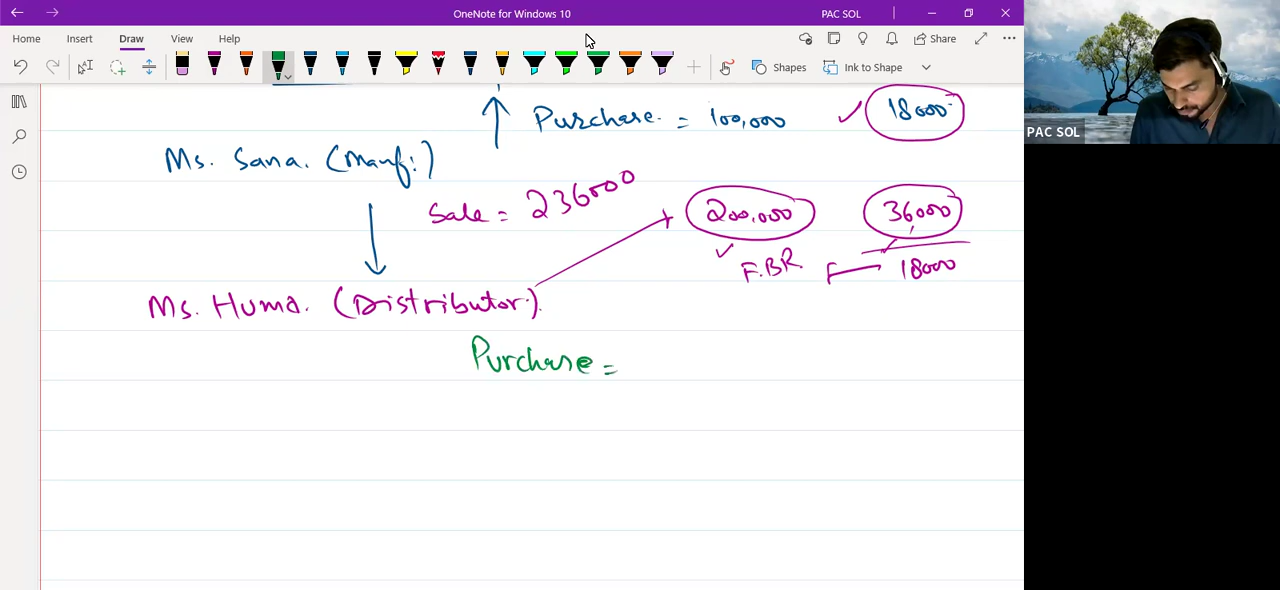 OneNote for Windows 10
PAC SOL
Home Insert Draw View Help
Share
Shapes
Ink to Shape
Purchase. = 100,000 18000
Ms. Sana. (Manf:)
Sale = 236000 200,000 36000
F.BR. 18000
Ms. Huma. (Distributor).
Purchase =
PAC SOL